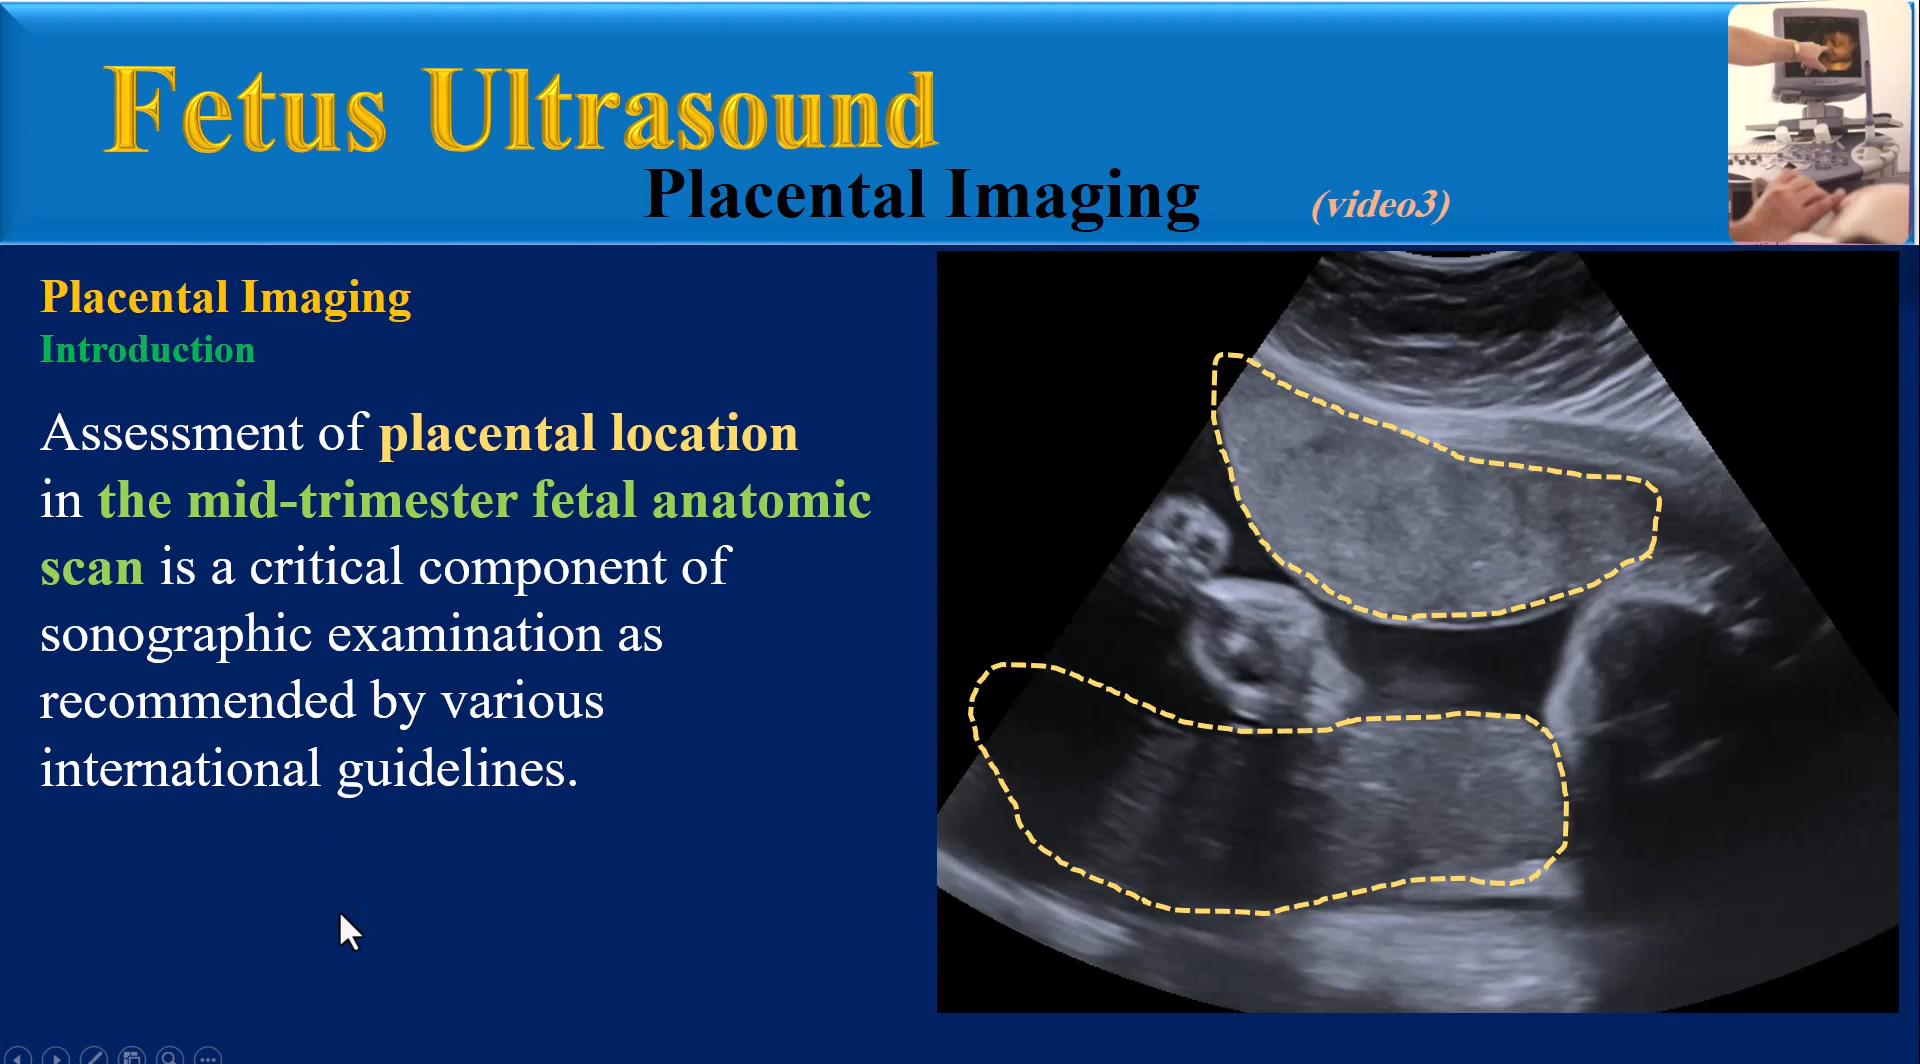 Fetus Ultrasound
Placental Imaging (video3)
Placental Imaging
Introduction
Assessment of placental location
in the mid-trimester fetal anatomic
scan is a critical component of
sonographic examination as
recommended by various
international guidelines.